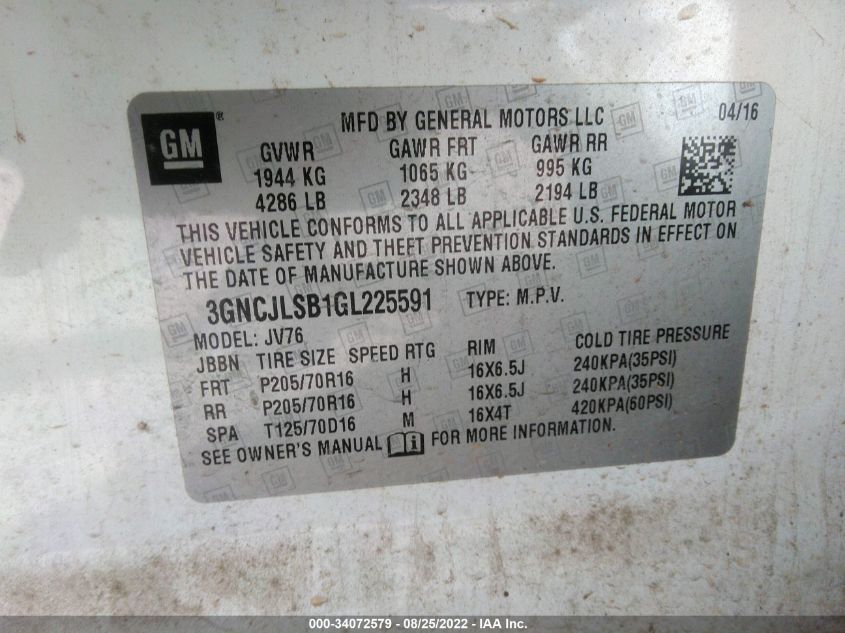 GM ® MFD BY GENERAL MOTORS LLC 04/16
GVWR GAWR FRT GAWR RR
1944 KG 1065 KG 995 KG
4286 LB 2348 LB 2194 LB
THIS VEHICLE CONFORMS TO ALL APPLICABLE U.S. FEDERAL MOTOR
VEHICLE SAFETY AND THEFT PREVENTION STANDARDS IN EFFECT ON
THE DATE OF MANUFACTURE SHOWN ABOVE.
3GNCJLSB1GL225591 TYPE: M.P.V.
MODEL: JV76
JBBN TIRE SIZE SPEED RTG RIM COLD TIRE PRESSURE
FRT P205/70R16 H 16X6.5J 240KPA(35PSI)
RR P205/70R16 H 16X6.5J 240KPA(35PSI)
SPA T125/70D16 M 16X4T 420KPA(60PSI)
SEE OWNER'S MANUAL i FOR MORE INFORMATION.
000-34072579 - 08/25/2022 - IAA Inc.